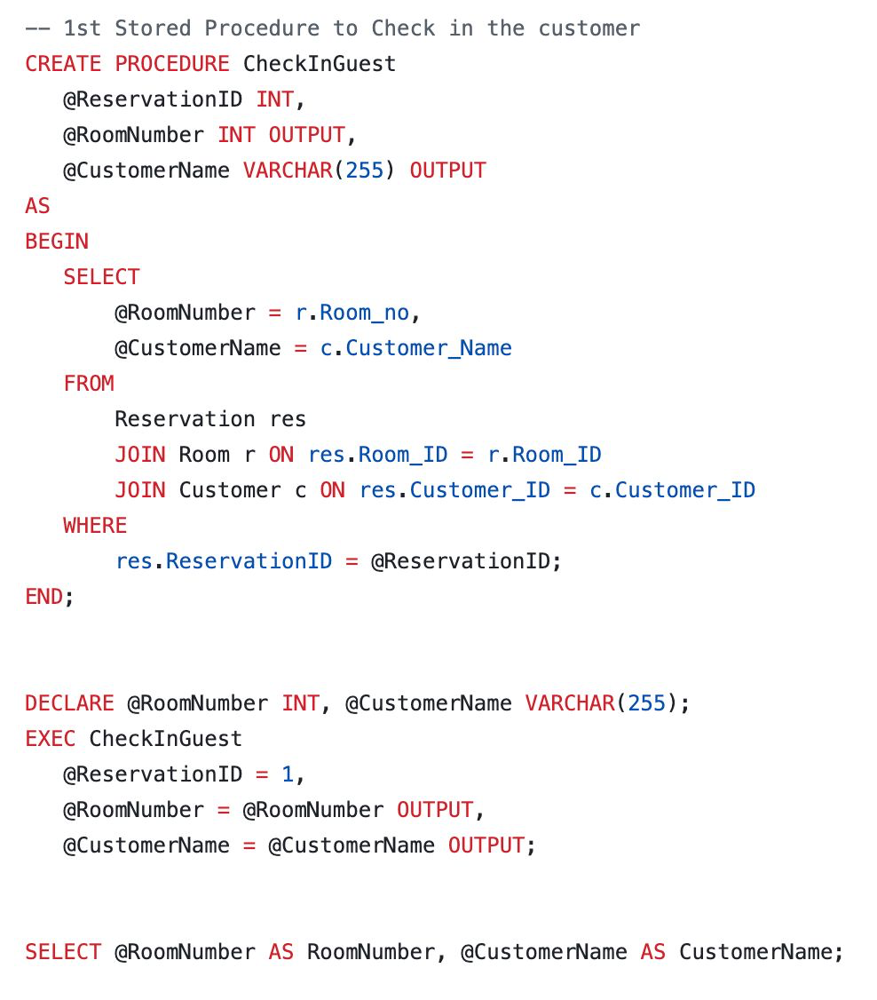 -- 1st Stored Procedure to Check in the customer
CREATE PROCEDURE CheckInGuest
   @ReservationID INT,
   @RoomNumber INT OUTPUT,
   @CustomerName VARCHAR(255) OUTPUT
AS
BEGIN
   SELECT
       @RoomNumber = r.Room_no,
       @CustomerName = c.Customer_Name
   FROM
       Reservation res
       JOIN Room r ON res.Room_ID = r.Room_ID
       JOIN Customer c ON res.Customer_ID = c.Customer_ID
   WHERE
       res.ReservationID = @ReservationID;
END;
DECLARE @RoomNumber INT, @CustomerName VARCHAR(255);
EXEC CheckInGuest
   @ReservationID = 1,
   @RoomNumber = @RoomNumber OUTPUT,
   @CustomerName = @CustomerName OUTPUT;
SELECT @RoomNumber AS RoomNumber, @CustomerName AS CustomerName;